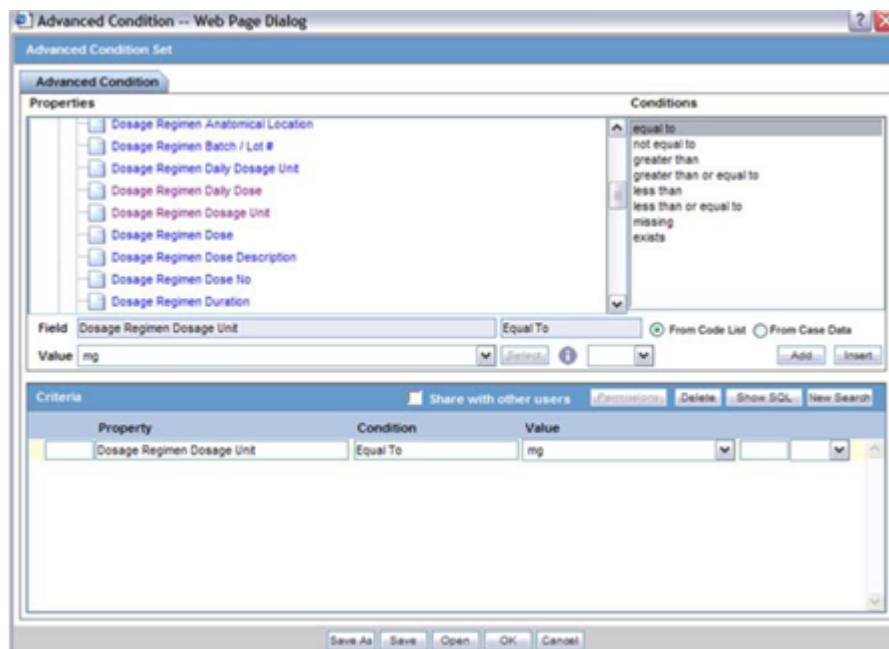 Advanced Condition -- Web Page Dialog
Advanced Condition Set
Advanced Condition
Properties Conditions
Dosage Regimen Anatomical Location
Dosage Regimen Batch / Lot #
Dosage Regimen Daily Dosage Unit
Dosage Regimen Daily Dose
Dosage Regimen Dosage Unit
Dosage Regimen Dose
Dosage Regimen Dose Description
Dosage Regimen Dose No
Dosage Regimen Duration
equal to
not equal to
greater than
greater than or equal to
less than
less than or equal to
missing
exists
Field Dosage Regimen Dosage Unit Equal To From Code List From Case Data
Value mg Select Add Insert
Criteria Share with other users Permissions Delete Show SQL New Search
Property Condition Value
Dosage Regimen Dosage Unit Equal To mg
Save As Save Open OK Cancel